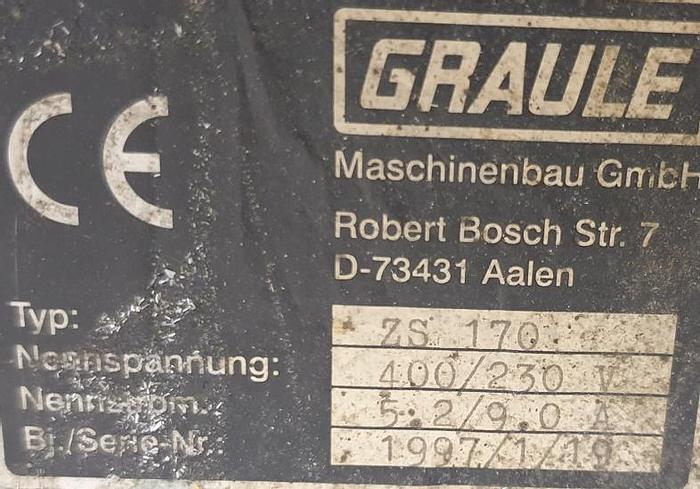 CE
GRAULE
Maschinenbau GmbH
Robert Bosch Str. 7
D-73431 Aalen
Typ: ZS 170
Nennspannung: 400/230 V
Nennstrom. 5.2/9.0 A
Bj./Serie-Nr. 1997/1/19